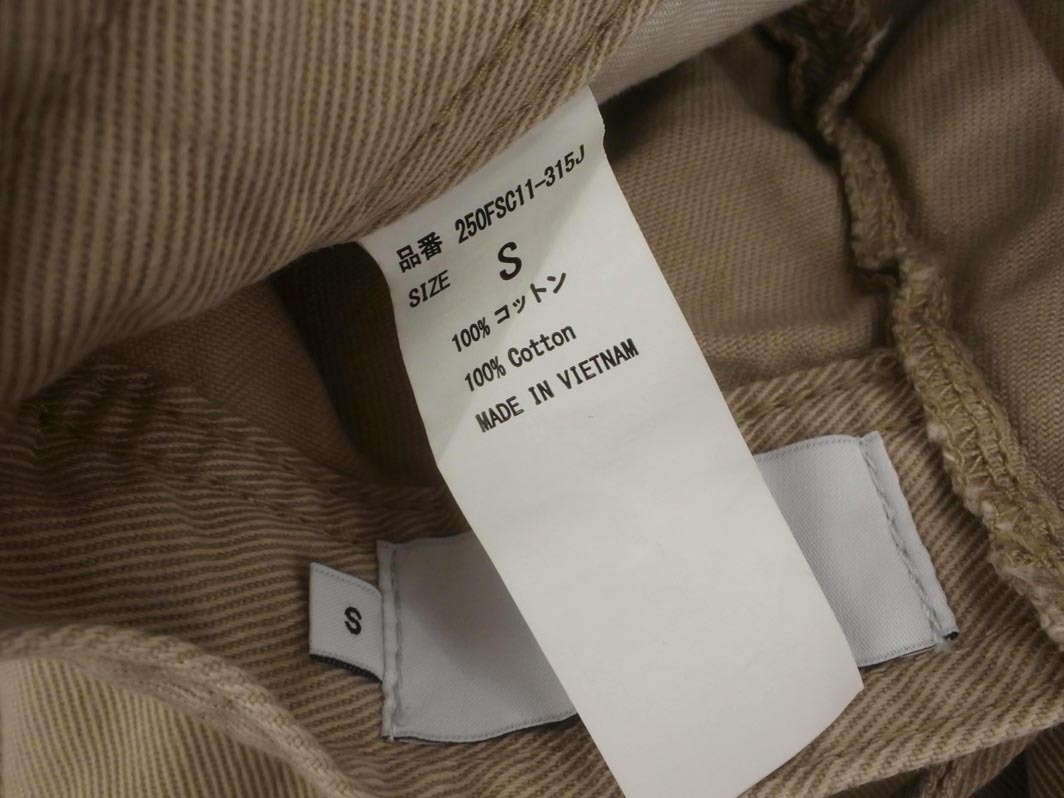 品番 250FSC11-315J
SIZE S
100% コットン
100% Cotton
MADE IN VIETNAM
S